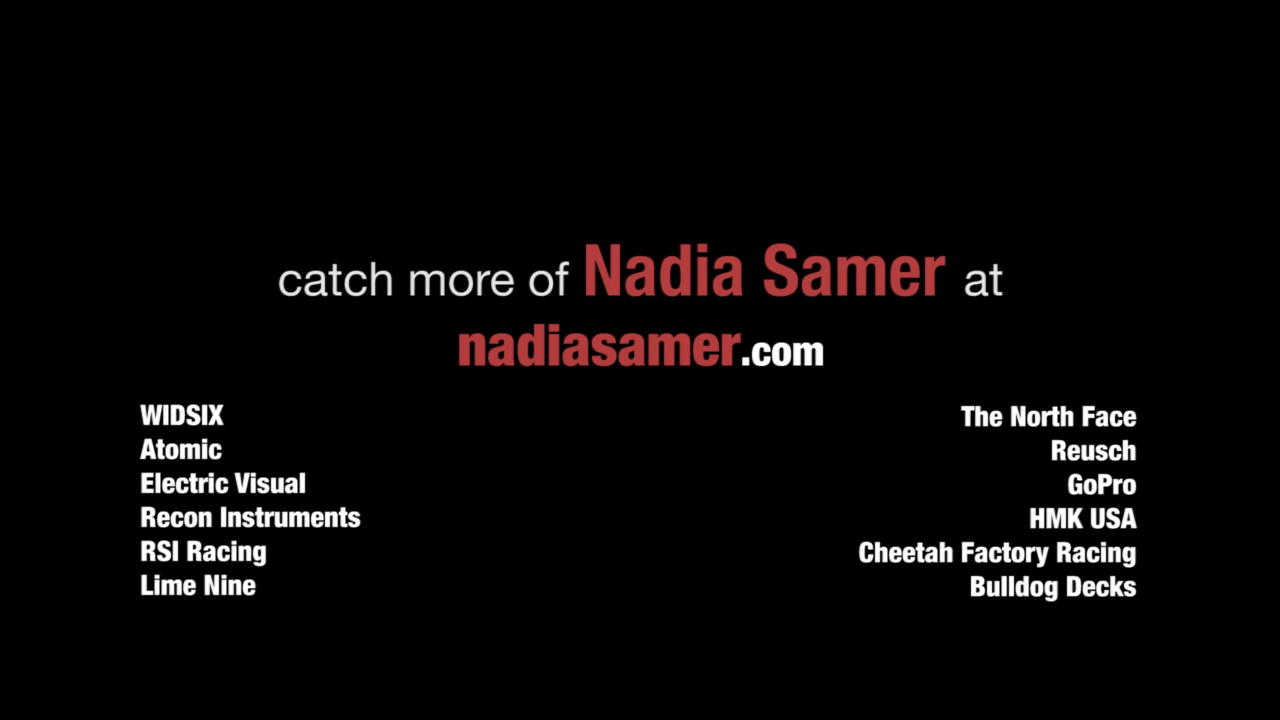 catch more of Nadia Samer at
nadiasamer.com
WIDSIX
Atomic
Electric Visual
Recon Instruments
RSI Racing
Lime Nine
The North Face
Reusch
GoPro
HMK USA
Cheetah Factory Racing
Bulldog Decks